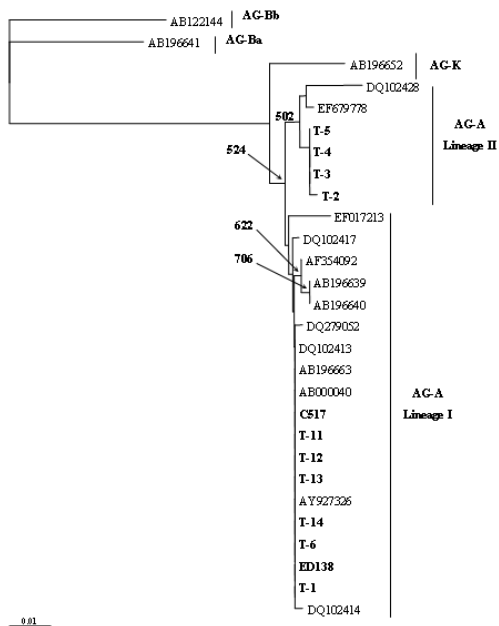 AB122144 AG-Bb
AB196641 AG-Ba
AB196652 AG-K
DQ102428
EF679778
502
T-5
AG-A
T-4
Lineage II
524
T-3
T-2
EF017213
622
DQ102417
AF354092
706
AB196639
AB196640
DQ279052
DQ102413
AB196663
AB000040
AG-A
C517
Lineage I
T-11
T-12
T-13
AY927326
T-14
T-6
ED138
T-1
DQ102414
0.01